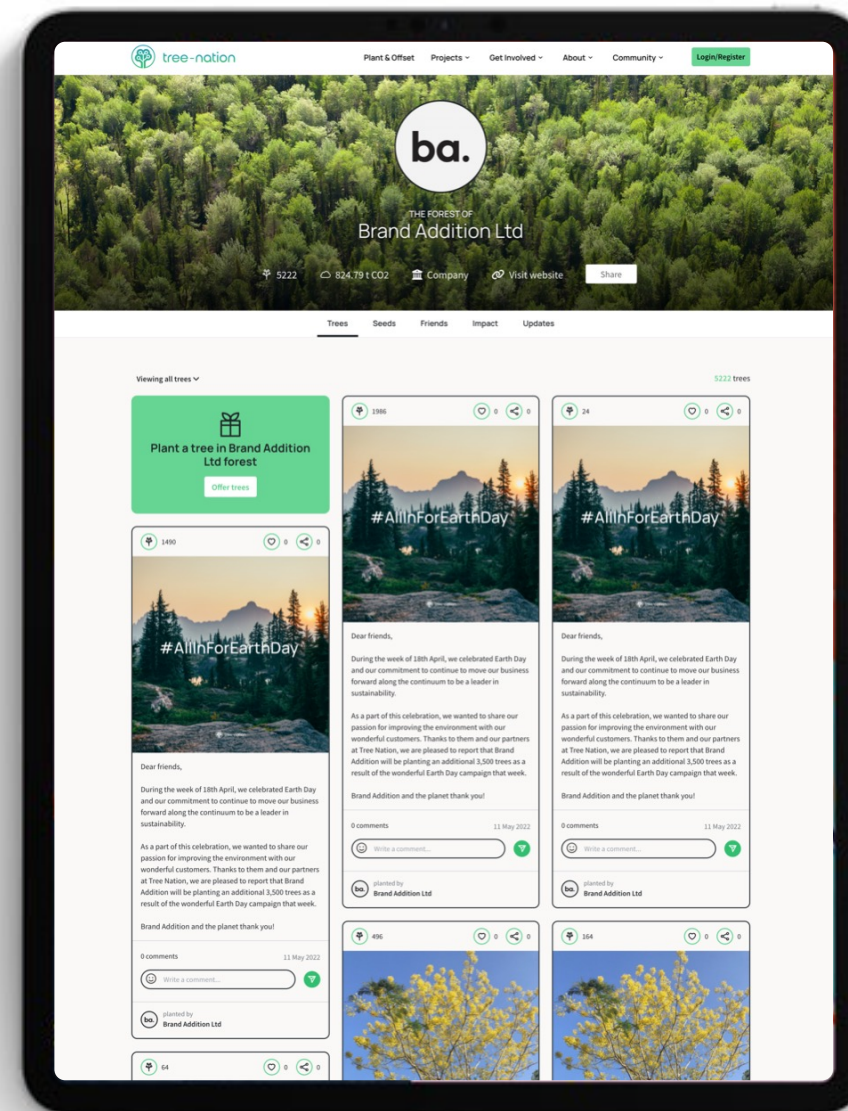 tree-nation
Plant & Offset Projects Get Involved About Community Login/Register
ba.
THE FOREST OF
Brand Addition Ltd
5222 824.79 t CO2 Company Visit website Share
Trees Seeds Friends Impact Updates
Viewing all trees
5222 trees
Plant a tree in Brand Addition
Ltd forest
Offer trees
1490 0 0
#AllInForEarthDay
Dear friends,
During the week of 18th April, we celebrated Earth Day
and our commitment to continue to move our business
forward along the continuum to be a leader in
sustainability.
As a part of this celebration, we wanted to share our
passion for improving the environment with our
wonderful customers. Thanks to them and our partners
at Tree Nation, we are pleased to report that Brand
Addition will be planting an additional 3,500 trees as a
result of the wonderful Earth Day campaign that week.
Brand Addition and the planet thank you!
0 comments 11 May 2022
Write a comment...
ba. planted by
Brand Addition Ltd
64 0 0
1986 0 0
#AllInForEarthDay
Dear friends,
During the week of 18th April, we celebrated Earth Day
and our commitment to continue to move our business
forward along the continuum to be a leader in
sustainability.
As a part of this celebration, we wanted to share our
passion for improving the environment with our
wonderful customers. Thanks to them and our partners
at Tree Nation, we are pleased to report that Brand
Addition will be planting an additional 3,500 trees as a
result of the wonderful Earth Day campaign that week.
Brand Addition and the planet thank you!
0 comments 11 May 2022
Write a comment...
ba. planted by
Brand Addition Ltd
496 0 0
24 0 0
#AllInForEarthDay
Dear friends,
During the week of 18th April, we celebrated Earth Day
and our commitment to continue to move our business
forward along the continuum to be a leader in
sustainability.
As a part of this celebration, we wanted to share our
passion for improving the environment with our
wonderful customers. Thanks to them and our partners
at Tree Nation, we are pleased to report that Brand
Addition will be planting an additional 3,500 trees as a
result of the wonderful Earth Day campaign that week.
Brand Addition and the planet thank you!
0 comments 11 May 2022
Write a comment...
ba. planted by
Brand Addition Ltd
164 0 0